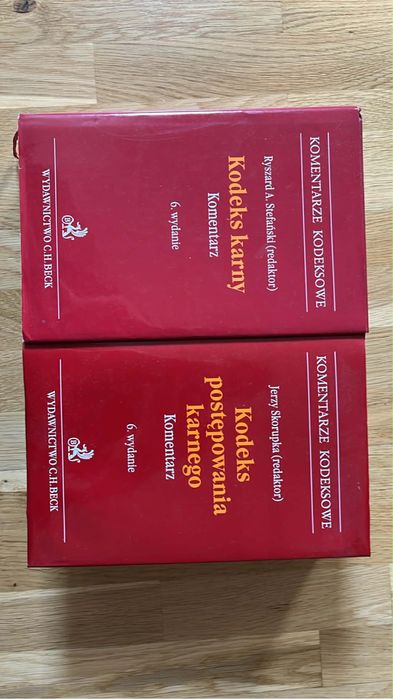 KOMENTARZE KODEKSOWE
Ryszard A. Stefański (redaktor)
Kodeks karny
Komentarz
6. wydanie
WYDAWNICTWO C.H.BECK
KOMENTARZE KODEKSOWE
Jerzy Skorupka (redaktor)
Kodeks
postępowania
karnego
Komentarz
6. wydanie
WYDAWNICTWO C.H.BECK